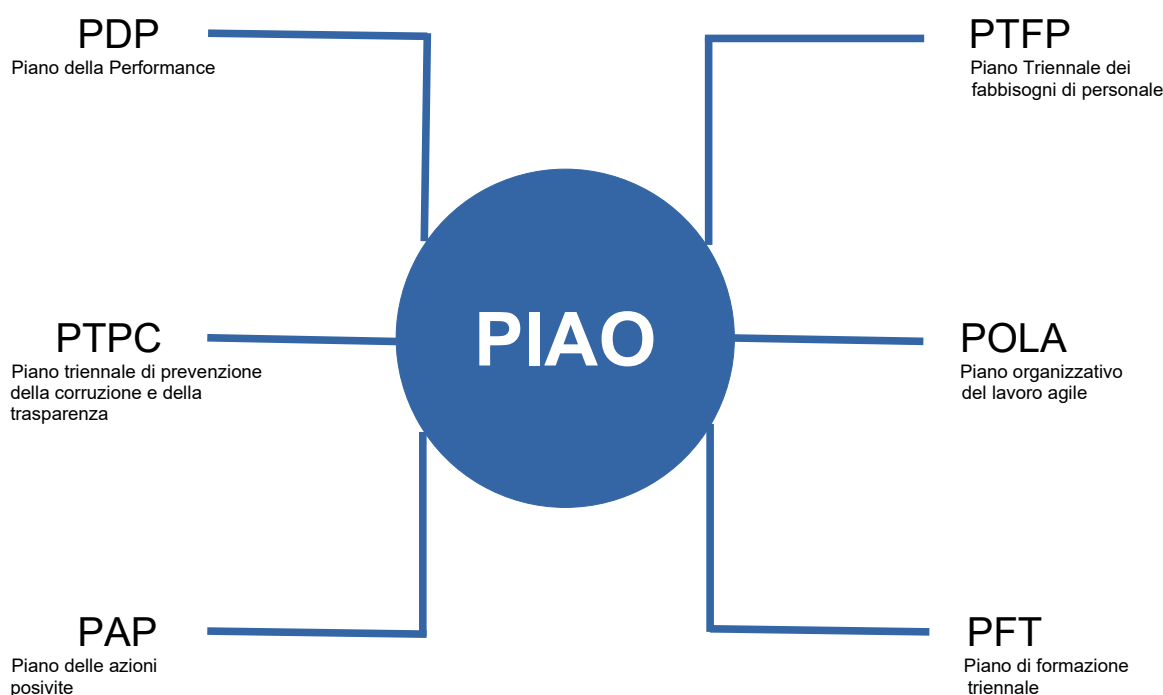 PDP
Piano della Performance
PTPC
Piano triennale di prevenzione
della corruzione e della
trasparenza
PAP
Piano delle azioni
posivite
PIAO
PTFP
Piano Triennale dei
fabbisogni di personale
POLA
Piano organizzativo
del lavoro agile
PFT
Piano di formazione
triennale